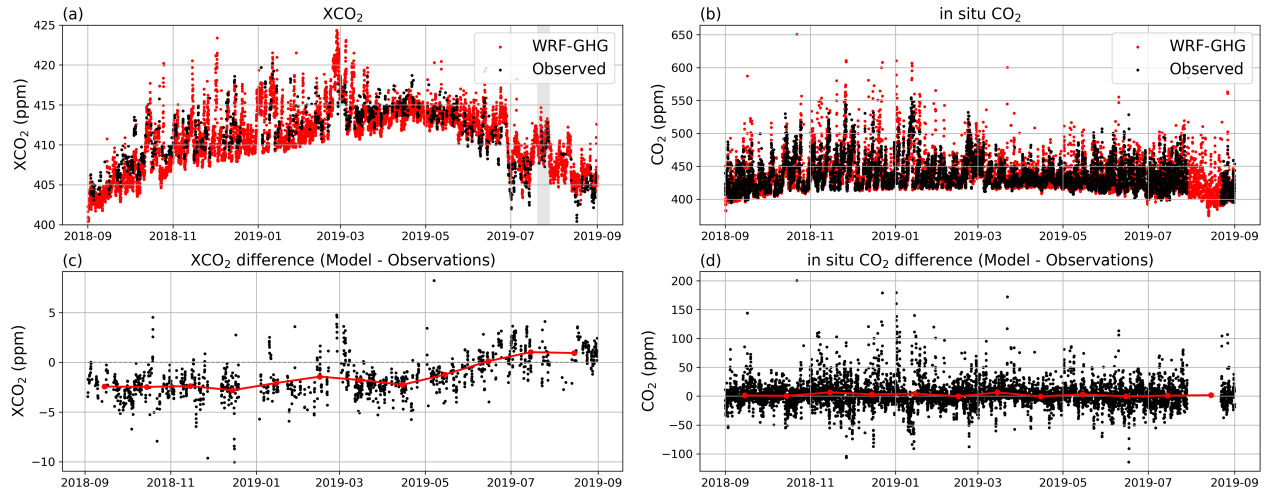 (a) XCO₂
XCO₂ (ppm)
425
420
415
410
405
400
WRF-GHG
Observed
2018-09 2018-11 2019-01 2019-03 2019-05 2019-07 2019-09
(b) in situ CO₂
CO₂ (ppm)
650
600
550
500
450
400
WRF-GHG
Observed
2018-09 2018-11 2019-01 2019-03 2019-05 2019-07 2019-09
(c) XCO₂ difference (Model - Observations)
XCO₂ (ppm)
5
0
−5
−10
2018-09 2018-11 2019-01 2019-03 2019-05 2019-07 2019-09
(d) in situ CO₂ difference (Model - Observations)
CO₂ (ppm)
200
150
100
50
0
−50
−100
2018-09 2018-11 2019-01 2019-03 2019-05 2019-07 2019-09